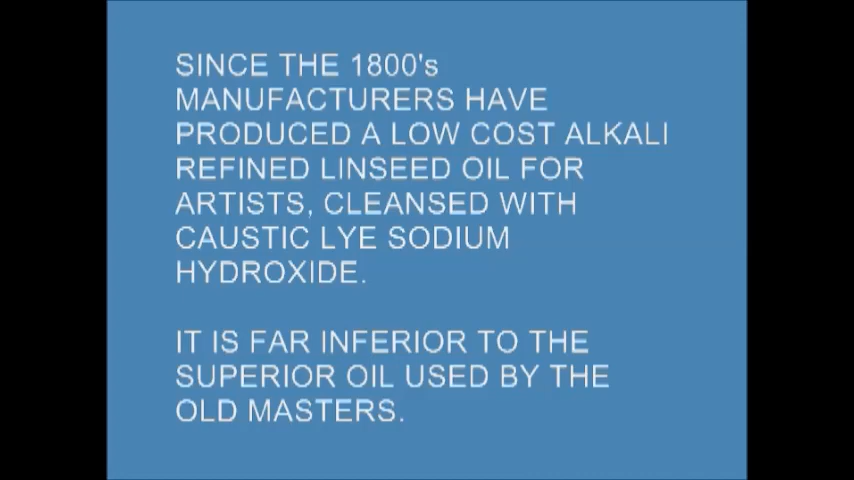 SINCE THE 1800's
MANUFACTURERS HAVE
PRODUCED A LOW COST ALKALI
REFINED LINSEED OIL FOR
ARTISTS, CLEANSED WITH
CAUSTIC LYE SODIUM
HYDROXIDE.
IT IS FAR INFERIOR TO THE
SUPERIOR OIL USED BY THE
OLD MASTERS.